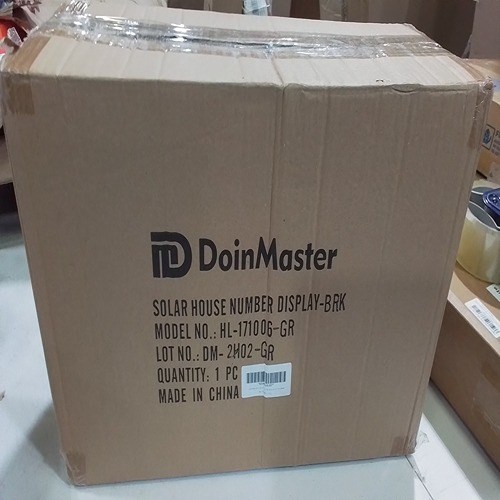 DoinMaster
SOLAR HOUSE NUMBER DISPLAY-BRK
MODEL NO.: HL-171006-GR
LOT NO.: DM-2H02-GR
QUANTITY: 1 PC
MADE IN CHINA